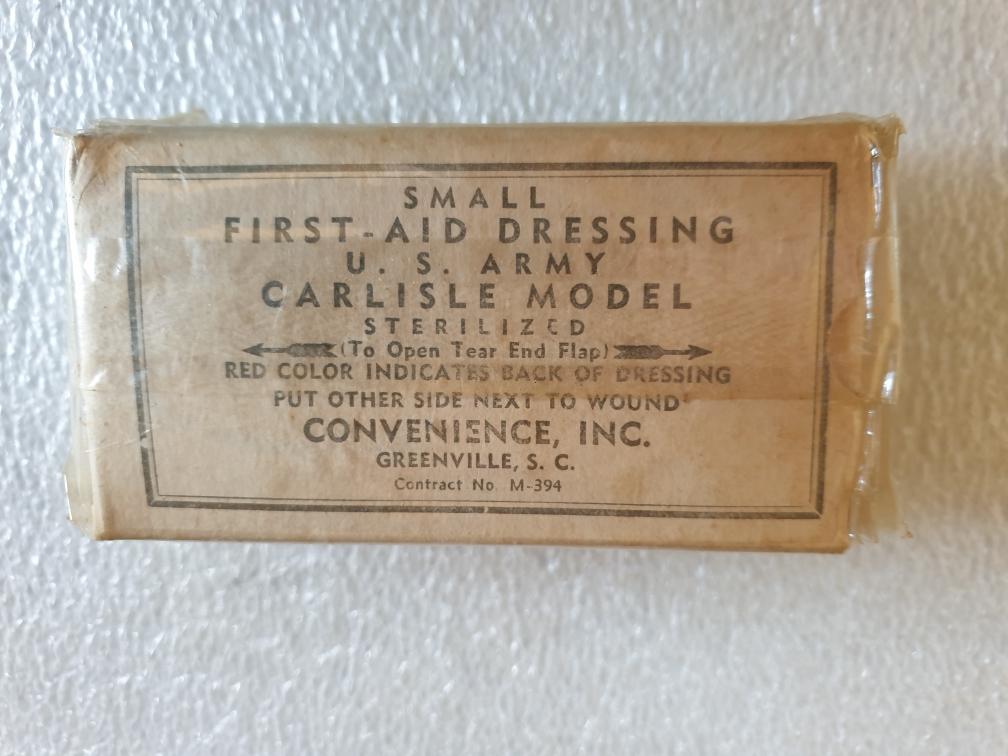 SMALL
FIRST-AID DRESSING
U. S. ARMY
CARLISLE MODEL
STERILIZED
(To Open Tear End Flap)
RED COLOR INDICATES BACK OF DRESSING
PUT OTHER SIDE NEXT TO WOUND
CONVENIENCE, INC.
GREENVILLE, S. C.
Contract No. M-394